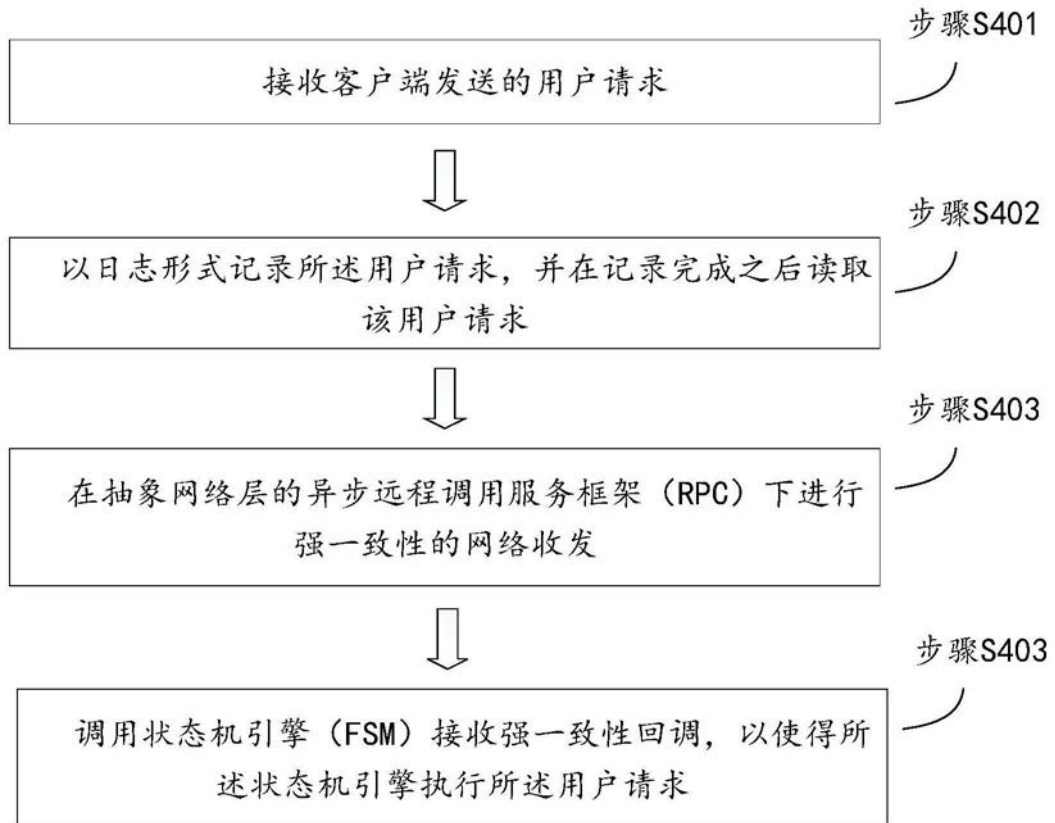 步骤S401
接收客户端发送的用户请求
步骤S402
以日志形式记录所述用户请求，并在记录完成之后读取
该用户请求
步骤S403
在抽象网络层的异步远程调用服务框架（RPC）下进行
强一致性的网络收发
步骤S403
调用状态机引擎（FSM）接收强一致性回调，以使得所
述状态机引擎执行所述用户请求